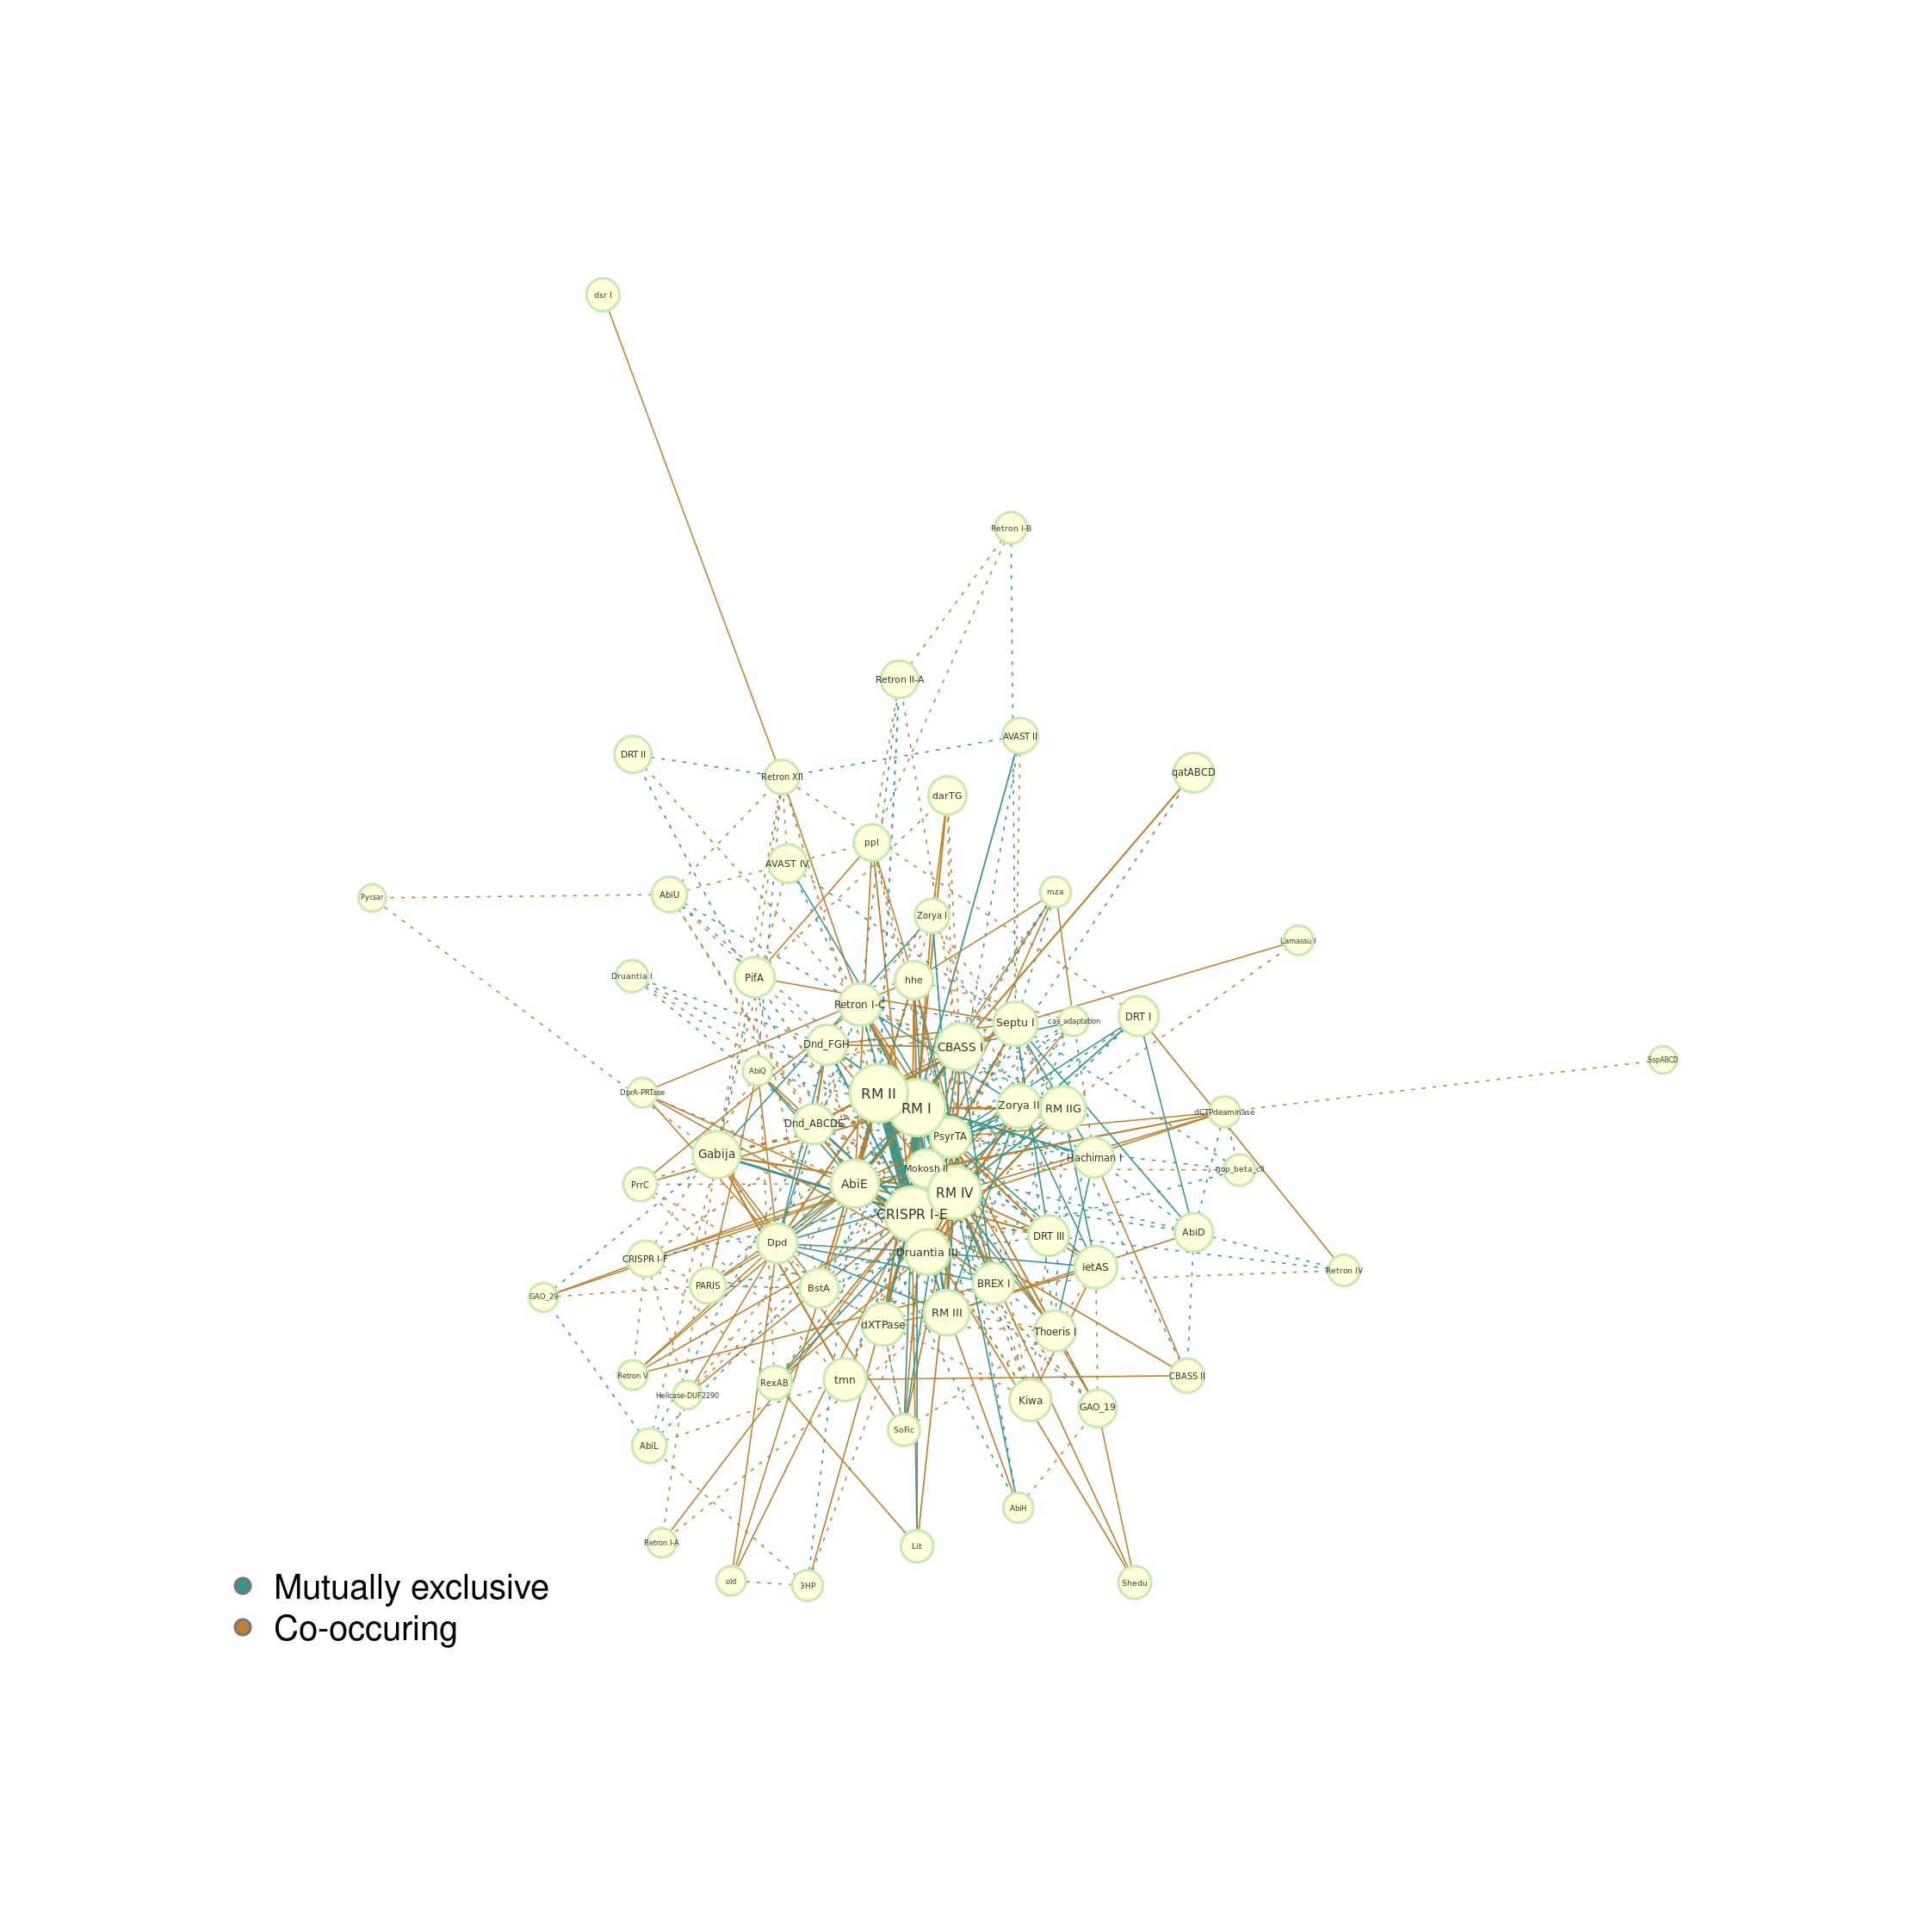 dsr I
Retron I-B
Retron II-A
AVAST II
DRT II
Retron XII
qatABCD
darTG
ppl
AVAST IV
AbiU
Pycsar
mza
Zorya I
Lamassu I
Druantia I
PifA
hhe
Retron I-C
Septu I
cas_adaptation
DRT I
Dnd_FGH
CBASS I
SspABCD
AbiQ
DprA-PRTase
RM II
RM I
Zorya II
RM IIG
dCTPdeaminase
Dnd_ABCDE
PsyrTA
Gabija
Hachiman I
Mokosh II
gop_beta_cII
PrrC
AbiE
RM IV
CRISPR I-E
DRT III
AbiD
Dpd
Druantia III
CRISPR I-F
ietAS
Retron IV
PARIS
BstA
BREX I
GAO_29
RM III
dXTPase
Thoeris I
Retron V
RexAB
tmn
CBASS II
Helicase-DUF2290
Kiwa
GAO_19
SoFic
AbiL
AbiH
Retron I-A
Lit
old
3HP
Shedu
Mutually exclusive
Co-occuring